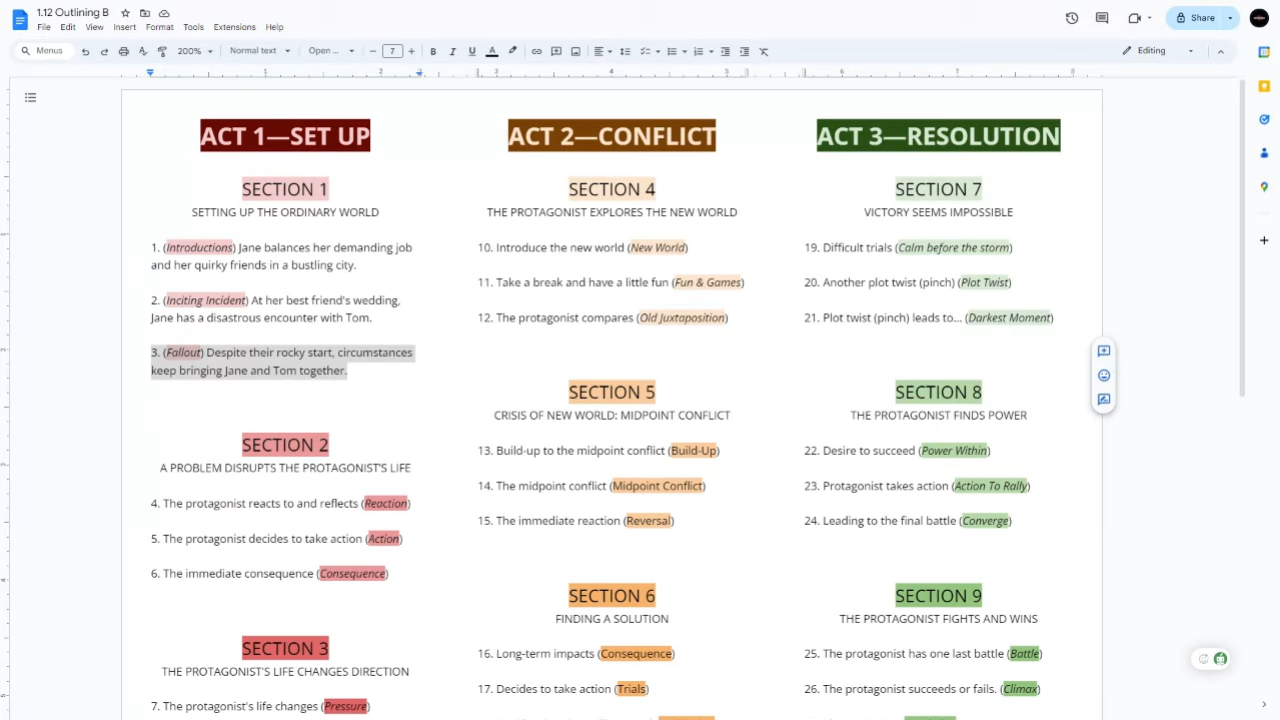 1.12 Outlining B
File Edit View Insert Format Tools Extensions Help
Share
Menus
200%
Normal text
Open ...
7
B I U A
Editing
1 2 3 4 5 6 7 8
ACT 1—SET UP
SECTION 1
SETTING UP THE ORDINARY WORLD
1. (Introductions) Jane balances her demanding job
and her quirky friends in a bustling city.
2. (Inciting Incident) At her best friend's wedding,
Jane has a disastrous encounter with Tom.
3. (Fallout) Despite their rocky start, circumstances
keep bringing Jane and Tom together.
SECTION 2
A PROBLEM DISRUPTS THE PROTAGONIST'S LIFE
4. The protagonist reacts to and reflects (Reaction)
5. The protagonist decides to take action (Action)
6. The immediate consequence (Consequence)
SECTION 3
THE PROTAGONIST'S LIFE CHANGES DIRECTION
7. The protagonist's life changes (Pressure)
ACT 2—CONFLICT
SECTION 4
THE PROTAGONIST EXPLORES THE NEW WORLD
10. Introduce the new world (New World)
11. Take a break and have a little fun (Fun & Games)
12. The protagonist compares (Old Juxtaposition)
SECTION 5
CRISIS OF NEW WORLD: MIDPOINT CONFLICT
13. Build-up to the midpoint conflict (Build-Up)
14. The midpoint conflict (Midpoint Conflict)
15. The immediate reaction (Reversal)
SECTION 6
FINDING A SOLUTION
16. Long-term impacts (Consequence)
17. Decides to take action (Trials)
ACT 3—RESOLUTION
SECTION 7
VICTORY SEEMS IMPOSSIBLE
19. Difficult trials (Calm before the storm)
20. Another plot twist (pinch) (Plot Twist)
21. Plot twist (pinch) leads to... (Darkest Moment)
SECTION 8
THE PROTAGONIST FINDS POWER
22. Desire to succeed (Power Within)
23. Protagonist takes action (Action To Rally)
24. Leading to the final battle (Converge)
SECTION 9
THE PROTAGONIST FIGHTS AND WINS
25. The protagonist has one last battle (Battle)
26. The protagonist succeeds or fails. (Climax)